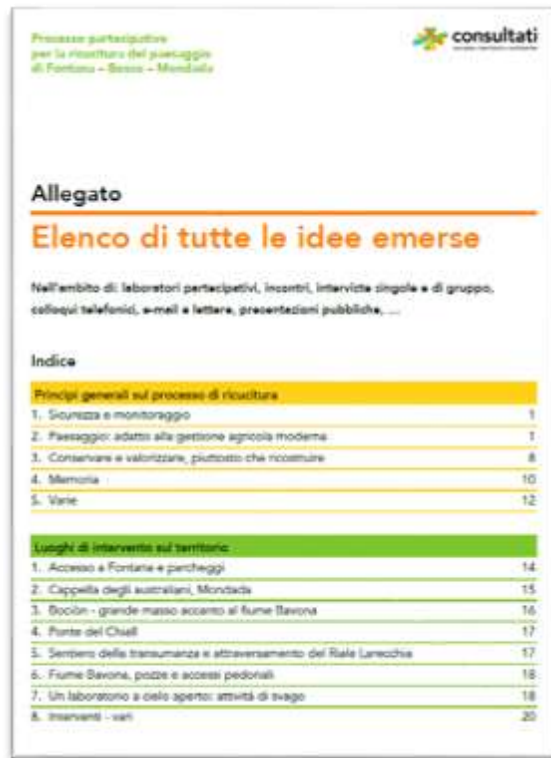 Processo partecipativo
per la ricucitura del paesaggio
di Fontana – Bosco – Mondada
consultati
Allegato
Elenco di tutte le idee emerse
Nell'ambito di: laboratori partecipativi, incontri, interviste singole e di gruppo,
colloqui telefonici, e-mail e lettere, presentazioni pubbliche, ...
Indice
Principi generali sul processo di ricucitura
1. Sicurezza e monitoraggio 1
2. Paesaggio: adatto alla gestione agricola moderna 1
3. Conservare e valorizzare, piuttosto che ricostruire 8
4. Memoria 10
5. Varie 12
Luoghi di intervento sul territorio
1. Accesso a Fontana e parcheggi 14
2. Cappella degli australiani, Mondada 15
3. Bociòn - grande masso accanto al fiume Bavona 16
4. Ponte del Chiall 17
5. Sentiero della transumanza e attraversamento del Riale Larecchia 17
6. Fiume Bavona, pozze e accessi pedonali 18
7. Un laboratorio a cielo aperto: attività di svago 18
8. Interventi - vari 20